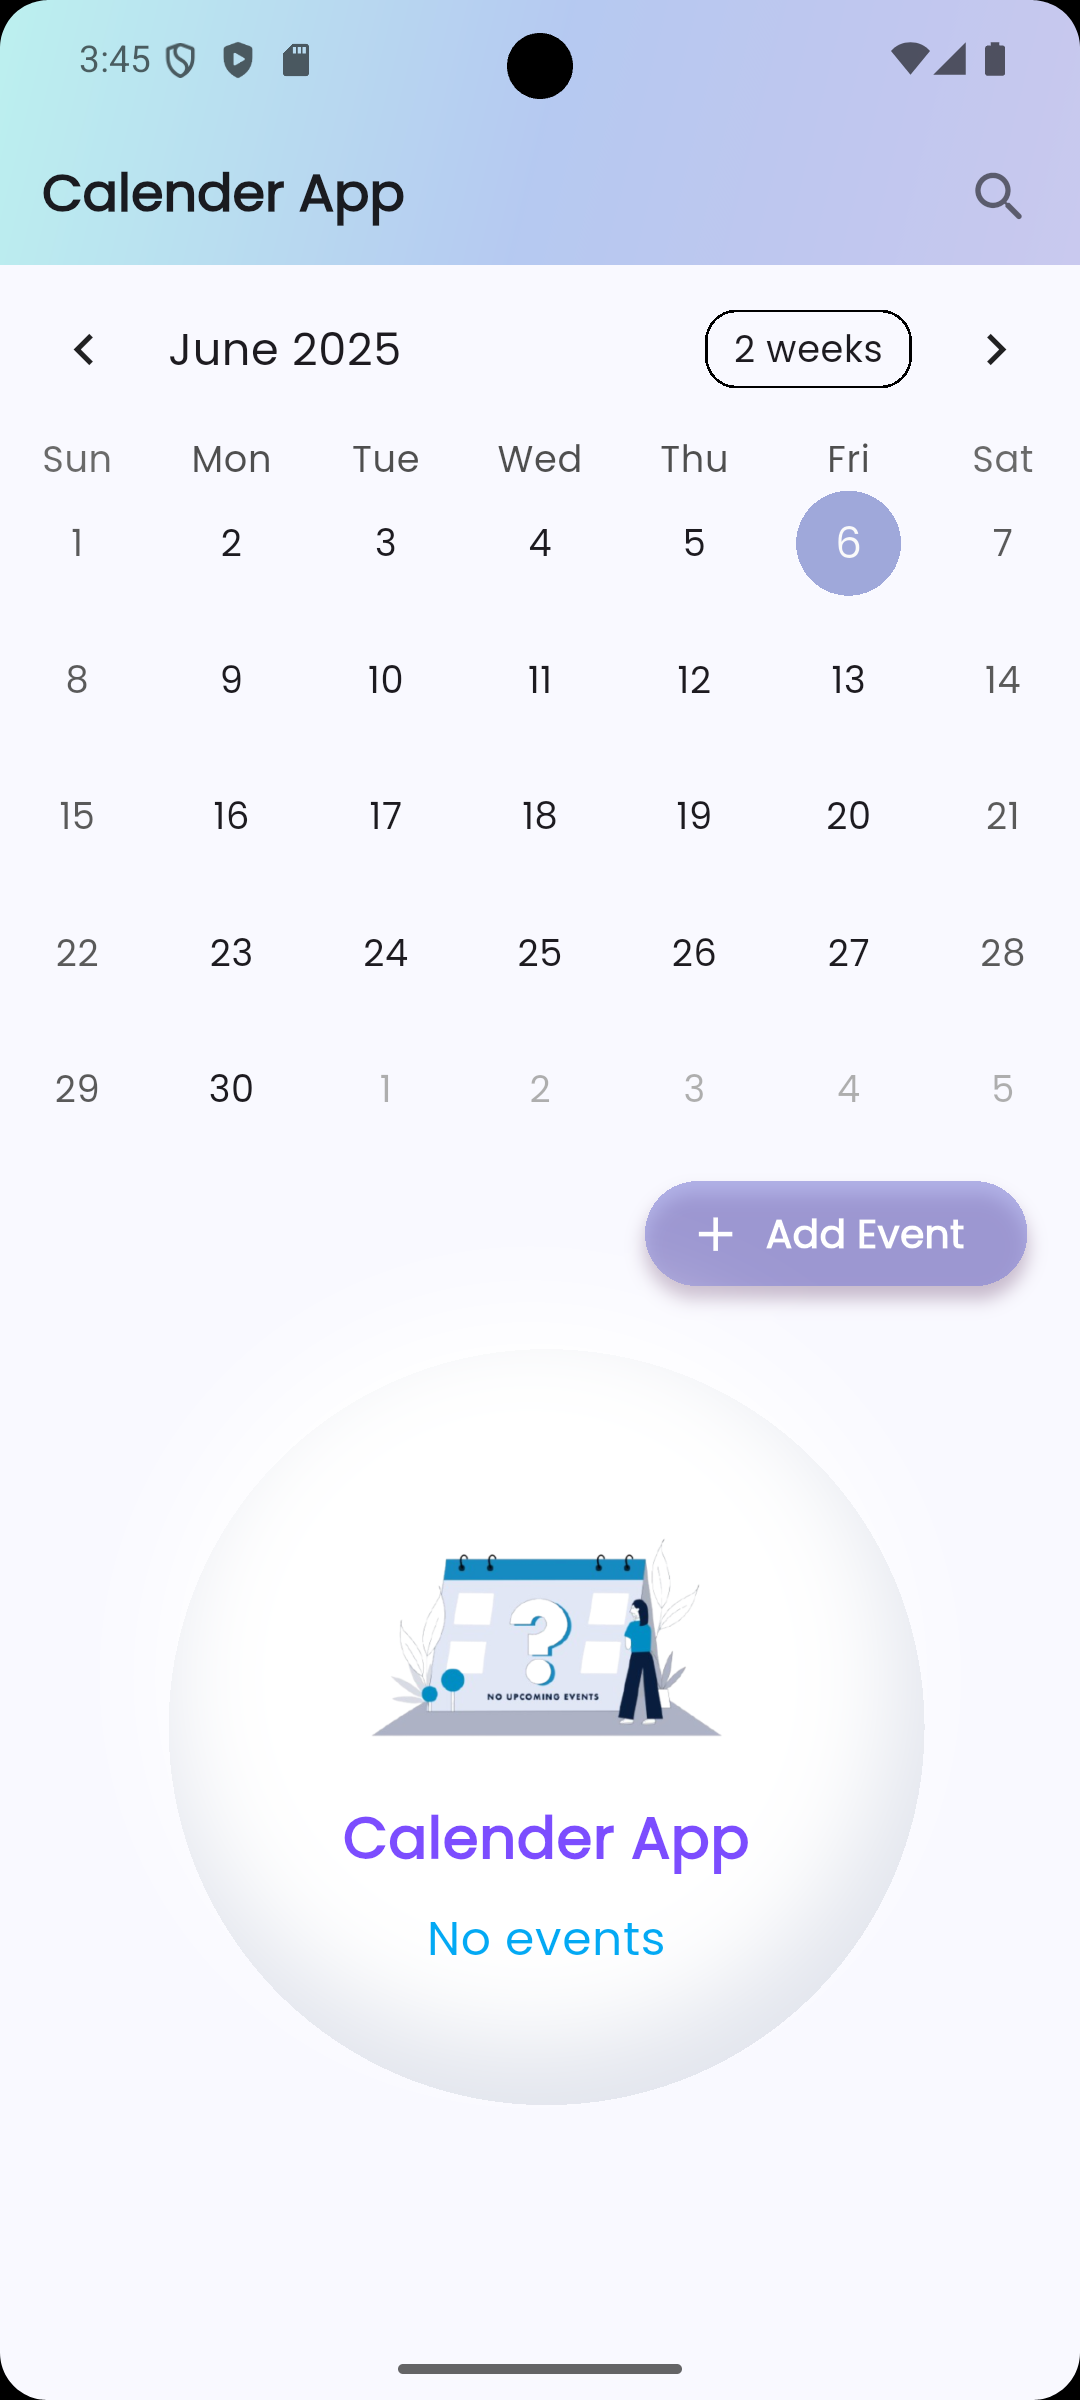 3:45
Calender App
June 2025
2 weeks
Sun Mon Tue Wed Thu Fri Sat
1 2 3 4 5 6 7
8 9 10 11 12 13 14
15 16 17 18 19 20 21
22 23 24 25 26 27 28
29 30 1 2 3 4 5
+ Add Event
?
NO UPCOMING EVENTS
Calender App
No events